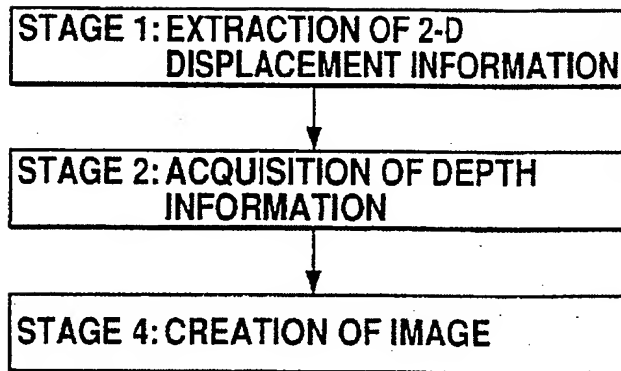 STAGE 1: EXTRACTION OF 2-D
DISPLACEMENT INFORMATION
STAGE 2: ACQUISITION OF DEPTH
INFORMATION
STAGE 4: CREATION OF IMAGE